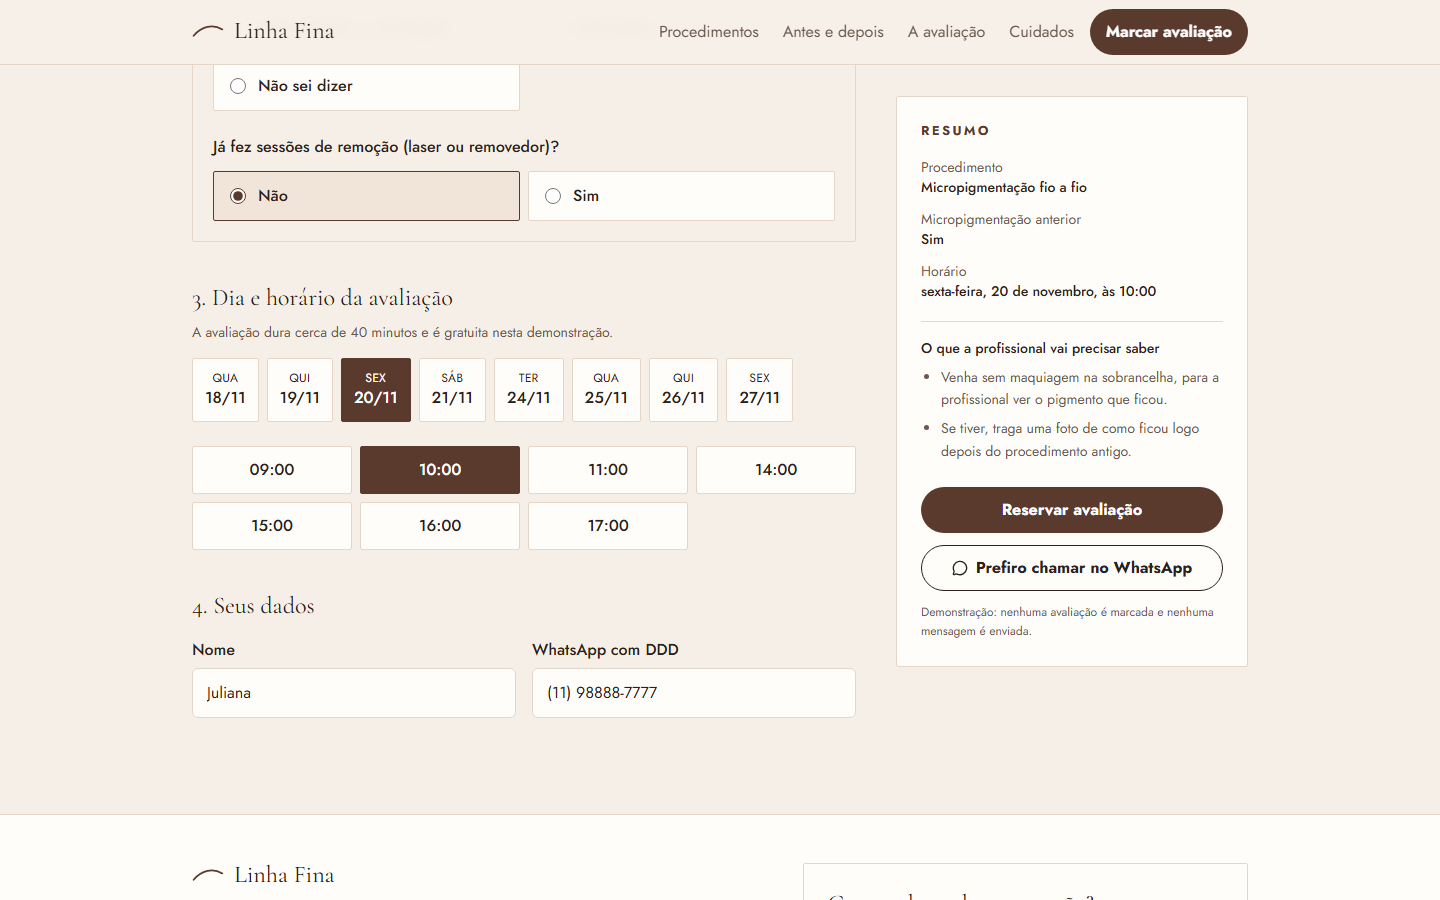 Linha Fina
Procedimentos
Antes e depois
A avaliação
Cuidados
Marcar avaliação
Não sei dizer
Já fez sessões de remoção (laser ou removedor)?
Não
Sim
3. Dia e horário da avaliação
A avaliação dura cerca de 40 minutos e é gratuita nesta demonstração.
QUA
18/11
QUI
19/11
SEX
20/11
SÁB
21/11
TER
24/11
QUA
25/11
QUI
26/11
SEX
27/11
09:00
10:00
11:00
14:00
15:00
16:00
17:00
4. Seus dados
Nome
WhatsApp com DDD
Juliana
(11) 98888-7777
RESUMO
Procedimento
Micropigmentação fio a fio
Micropigmentação anterior
Sim
Horário
sexta-feira, 20 de novembro, às 10:00
O que a profissional vai precisar saber
Venha sem maquiagem na sobrancelha, para a
profissional ver o pigmento que ficou.
Se tiver, traga uma foto de como ficou logo
depois do procedimento antigo.
Reservar avaliação
Prefiro chamar no WhatsApp
Demonstração: nenhuma avaliação é marcada e nenhuma
mensagem é enviada.
Linha Fina